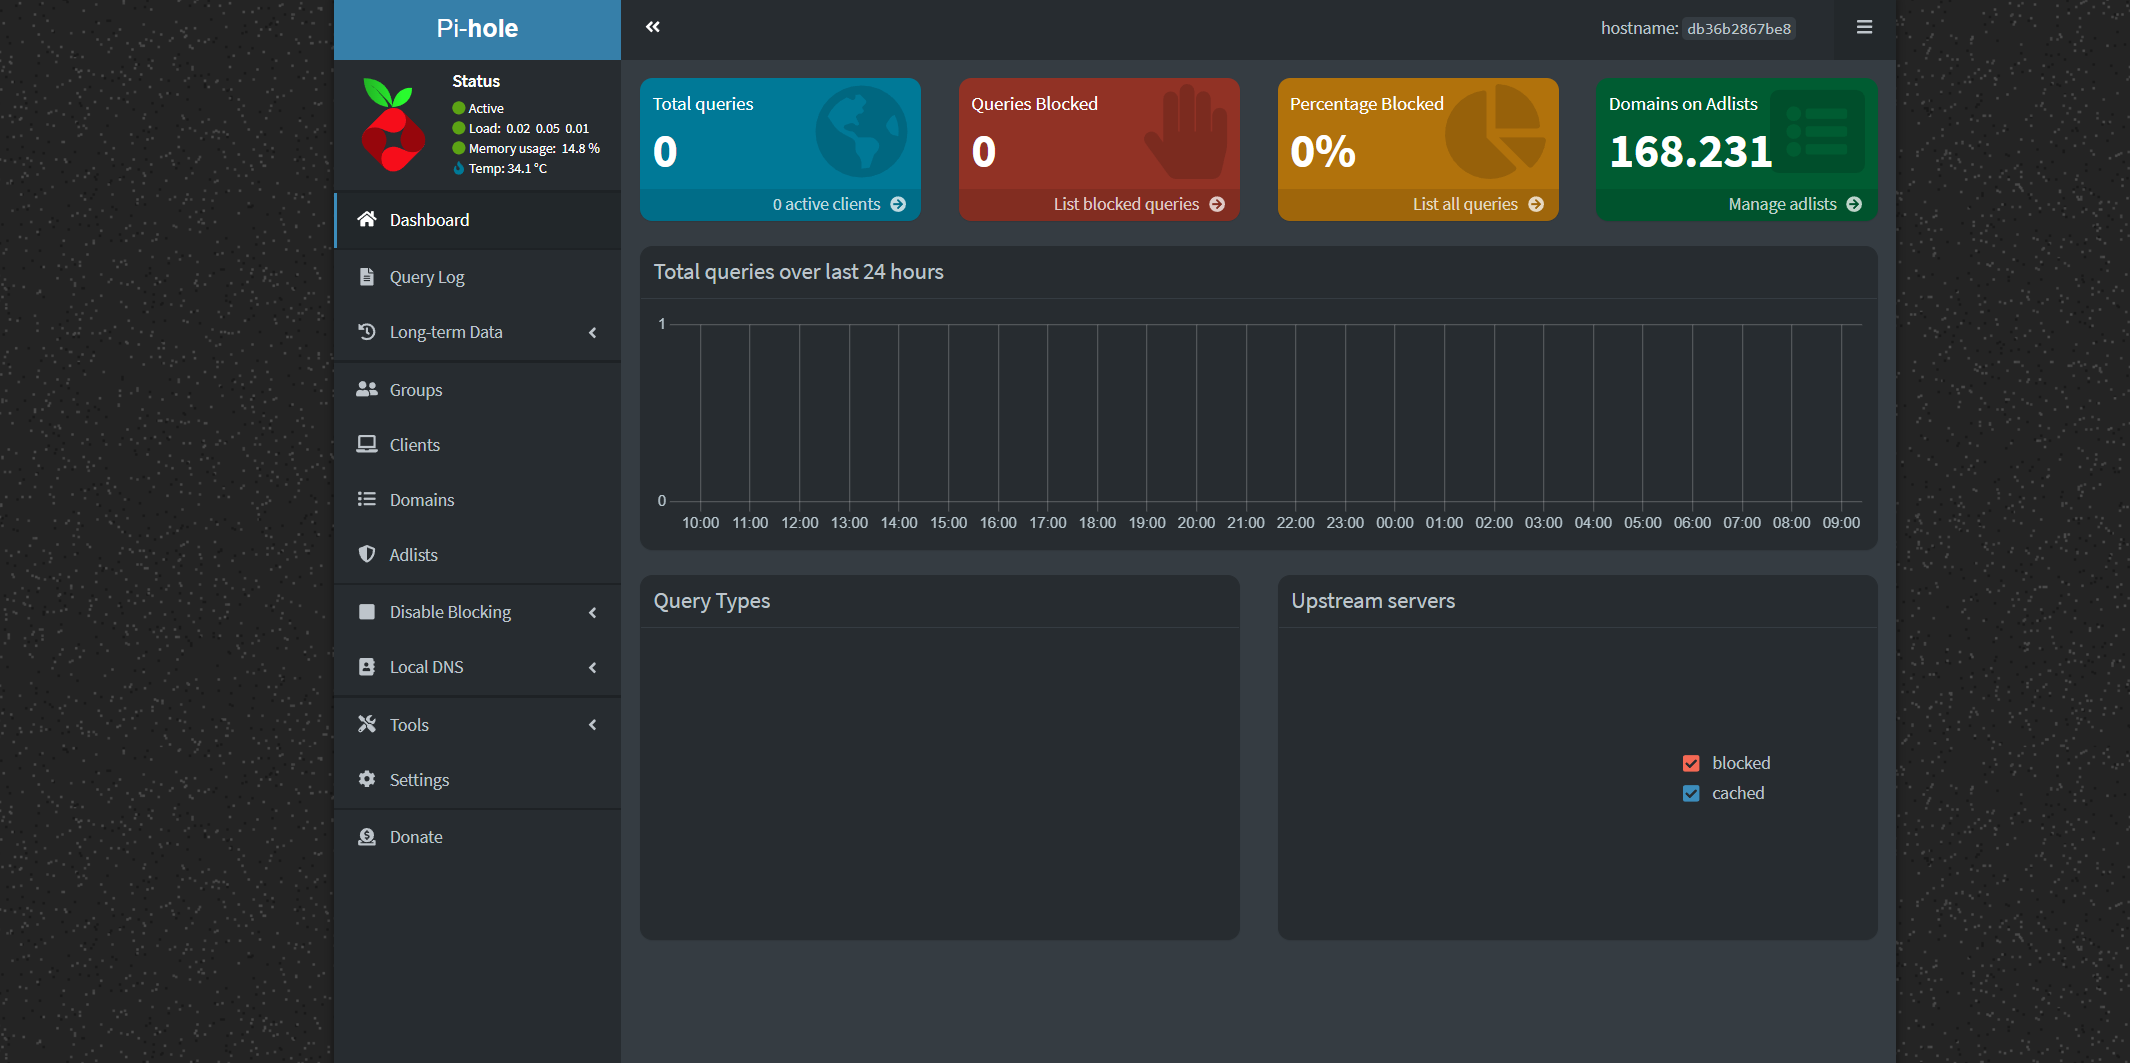 Pi-hole
hostname: db36b2867be8
Status
Active
Load: 0.02 0.05 0.01
Memory usage: 14.8 %
Temp: 34.1 °C
Dashboard
Query Log
Long-term Data
Groups
Clients
Domains
Adlists
Disable Blocking
Local DNS
Tools
Settings
Donate
Total queries
0
0 active clients
Queries Blocked
0
List blocked queries
Percentage Blocked
0%
List all queries
Domains on Adlists
168.231
Manage adlists
Total queries over last 24 hours
1
0
10:00 11:00 12:00 13:00 14:00 15:00 16:00 17:00 18:00 19:00 20:00 21:00 22:00 23:00 00:00 01:00 02:00 03:00 04:00 05:00 06:00 07:00 08:00 09:00
Query Types
Upstream servers
blocked
cached